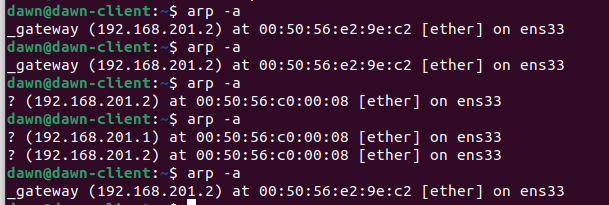 dawn@dawn-client:~$ arp -a
_gateway (192.168.201.2) at 00:50:56:e2:9e:c2 [ether] on ens33
dawn@dawn-client:~$ arp -a
_gateway (192.168.201.2) at 00:50:56:e2:9e:c2 [ether] on ens33
dawn@dawn-client:~$ arp -a
? (192.168.201.2) at 00:50:56:c0:00:08 [ether] on ens33
dawn@dawn-client:~$ arp -a
? (192.168.201.1) at 00:50:56:c0:00:08 [ether] on ens33
? (192.168.201.2) at 00:50:56:c0:00:08 [ether] on ens33
dawn@dawn-client:~$ arp -a
_gateway (192.168.201.2) at 00:50:56:e2:9e:c2 [ether] on ens33